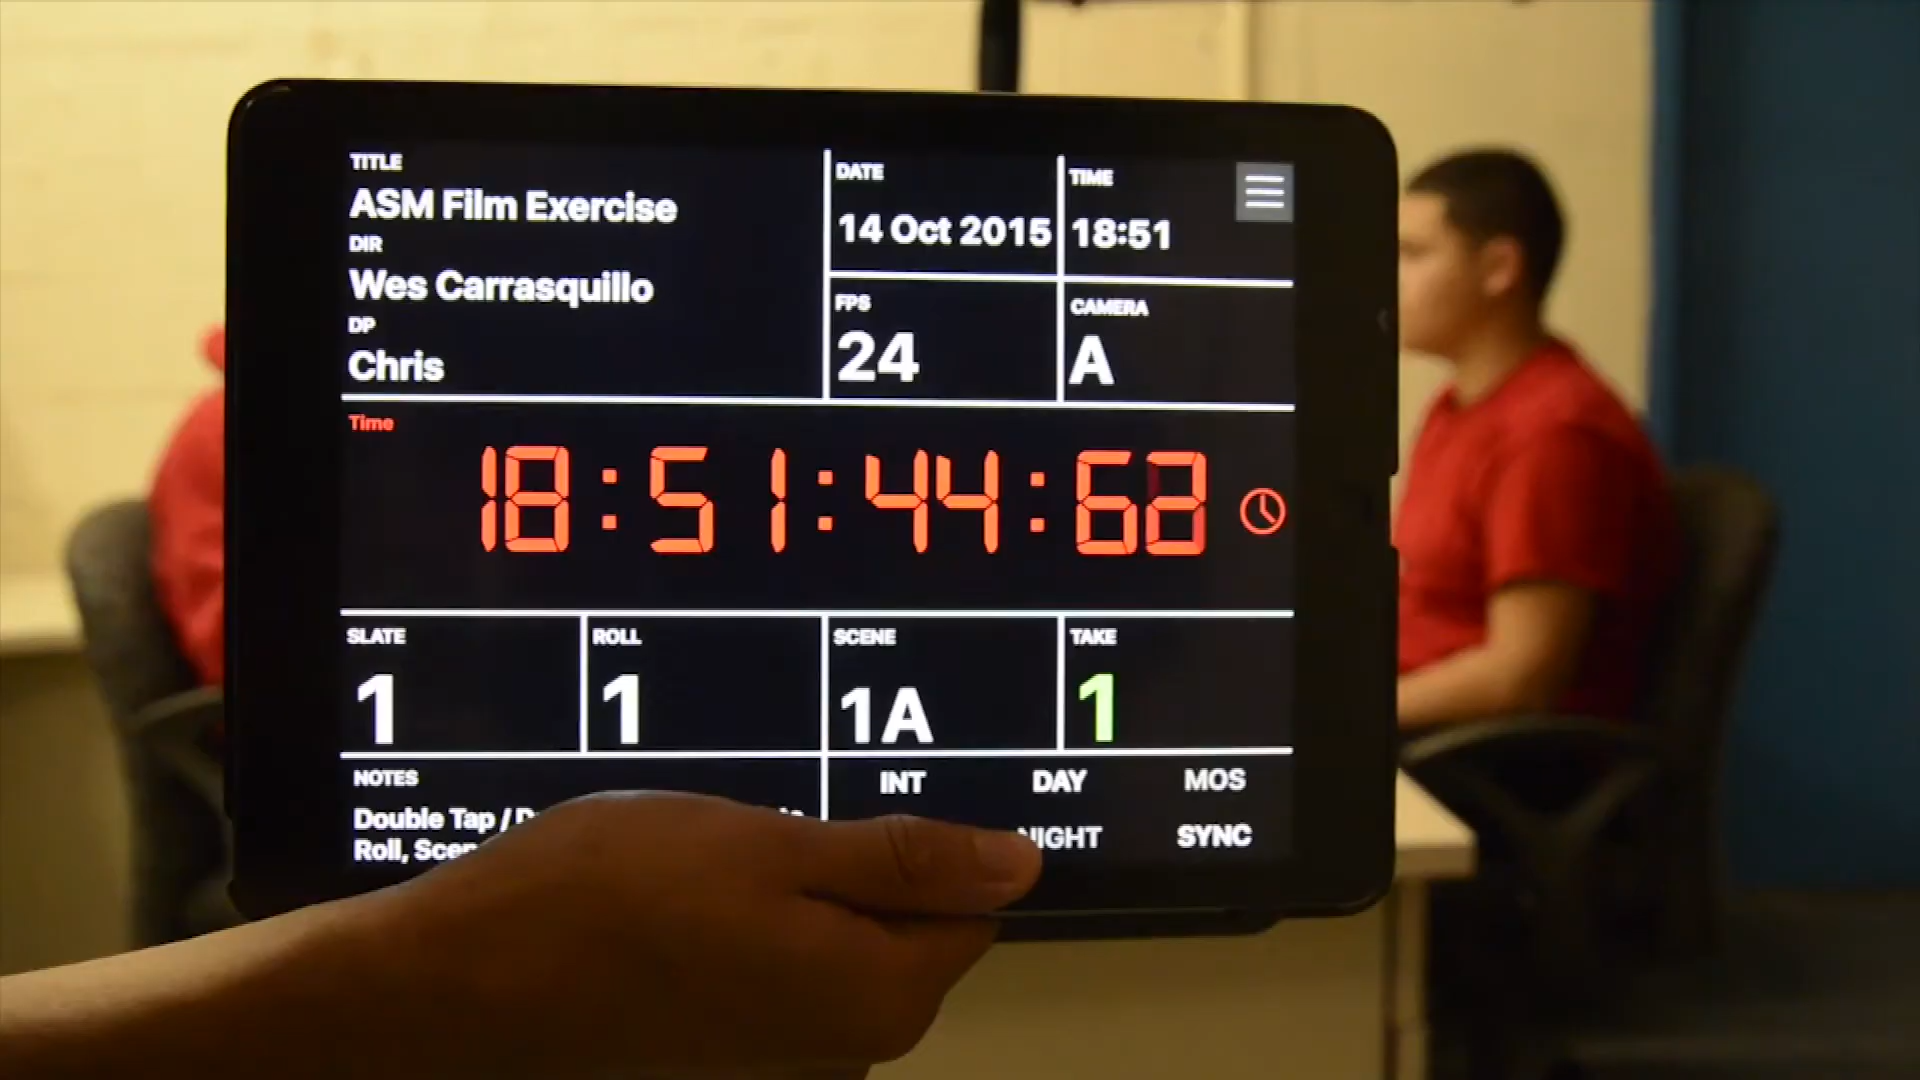 TITLE
ASM Film Exercise
DIR
Wes Carrasquillo
DP
Chris
DATE
14 Oct 2015
TIME
18:51
FPS
24
CAMERA
A
Time
18:51:44:62
SLATE
1
ROLL
1
SCENE
1A
TAKE
1
NOTES
Double Tap /
Roll,
INT DAY MOS
NIGHT SYNC